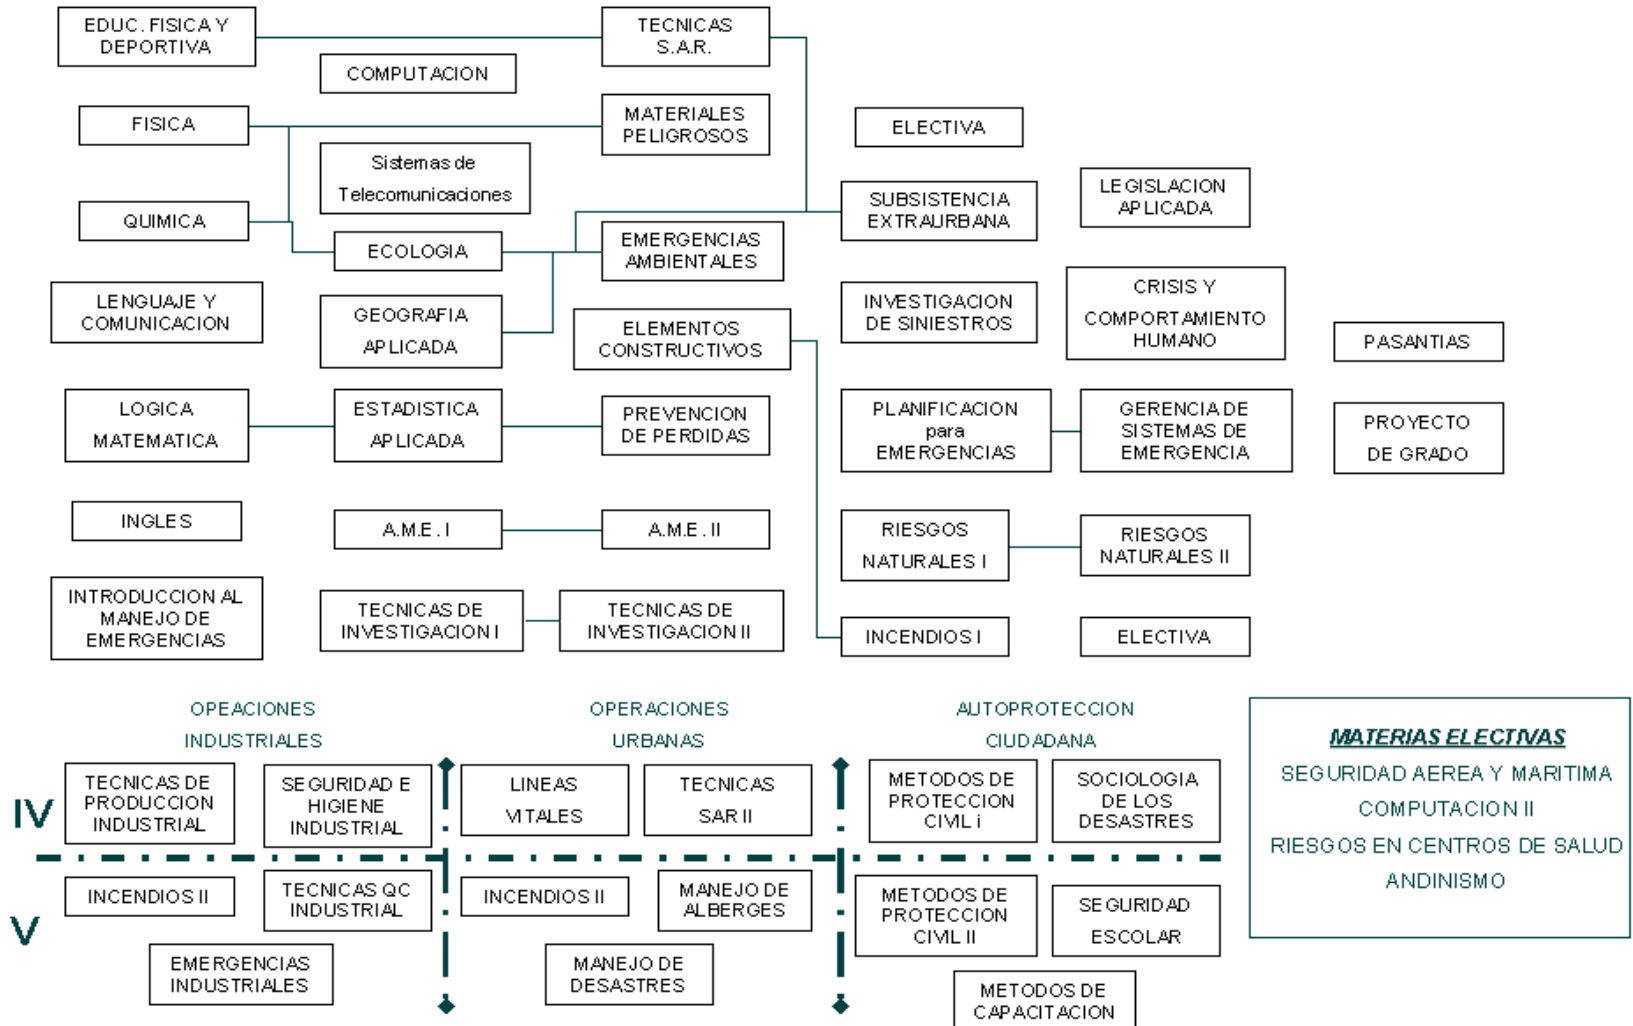 EDUC. FISICA Y
DEPORTIVA
TECNICAS
S.A.R.
COMPUTACION
FISICA
MATERIALES
PELIGROSOS
ELECTIVA
Sistemas de
Telecomunicaciones
LEGISLACION
APLICADA
QUIMICA
SUBSISTENCIA
EXTRAURBANA
ECOLOGIA
EMERGENCIAS
AMBIENTALES
LENGUAJE Y
COMUNICACION
GEOGRAFIA
APLICADA
ELEMENTOS
CONSTRUCTIVOS
INVESTIGACION
DE SINIESTROS
CRISIS Y
COMPORTAMIENTO
HUMANO
PASANTIAS
LOGICA
MATEMATICA
ESTADISTICA
APLICADA
PREVENCION
DE PERDIDAS
PLANIFICACION
para
EMERGENCIAS
GERENCIA DE
SISTEMAS DE
EMERGENCIA
PROYECTO
DE GRADO
INGLES
A.M.E. I
A.M.E. II
RIESGOS
NATURALES I
RIESGOS
NATURALES II
INTRODUCCION AL
MANEJO DE
EMERGENCIAS
TECNICAS DE
INVESTIGACION I
TECNICAS DE
INVESTIGACION II
INCENDIOS I
ELECTIVA
OPEACIONES
INDUSTRIALES
OPERACIONES
URBANAS
AUTOPROTECCION
CIUDADANA
IV
TECNICAS DE
PRODUCCION
INDUSTRIAL
SEGURIDAD E
HIGIENE
INDUSTRIAL
LINEAS
VITALES
TECNICAS
SAR II
METODOS DE
PROTECCION
CIVIL i
SOCIOLOGIA
DE LOS
DESASTRES
V
INCENDIOS II
TECNICAS QC
INDUSTRIAL
INCENDIOS II
MANEJO DE
ALBERGES
METODOS DE
PROTECCION
CIVIL II
SEGURIDAD
ESCOLAR
EMERGENCIAS
INDUSTRIALES
MANEJO DE
DESASTRES
METODOS DE
CAPACITACION
MATERIAS ELECTIVAS
SEGURIDAD AEREA Y MARITIMA
COMPUTACION II
RIESGOS EN CENTROS DE SALUD
ANDINISMO